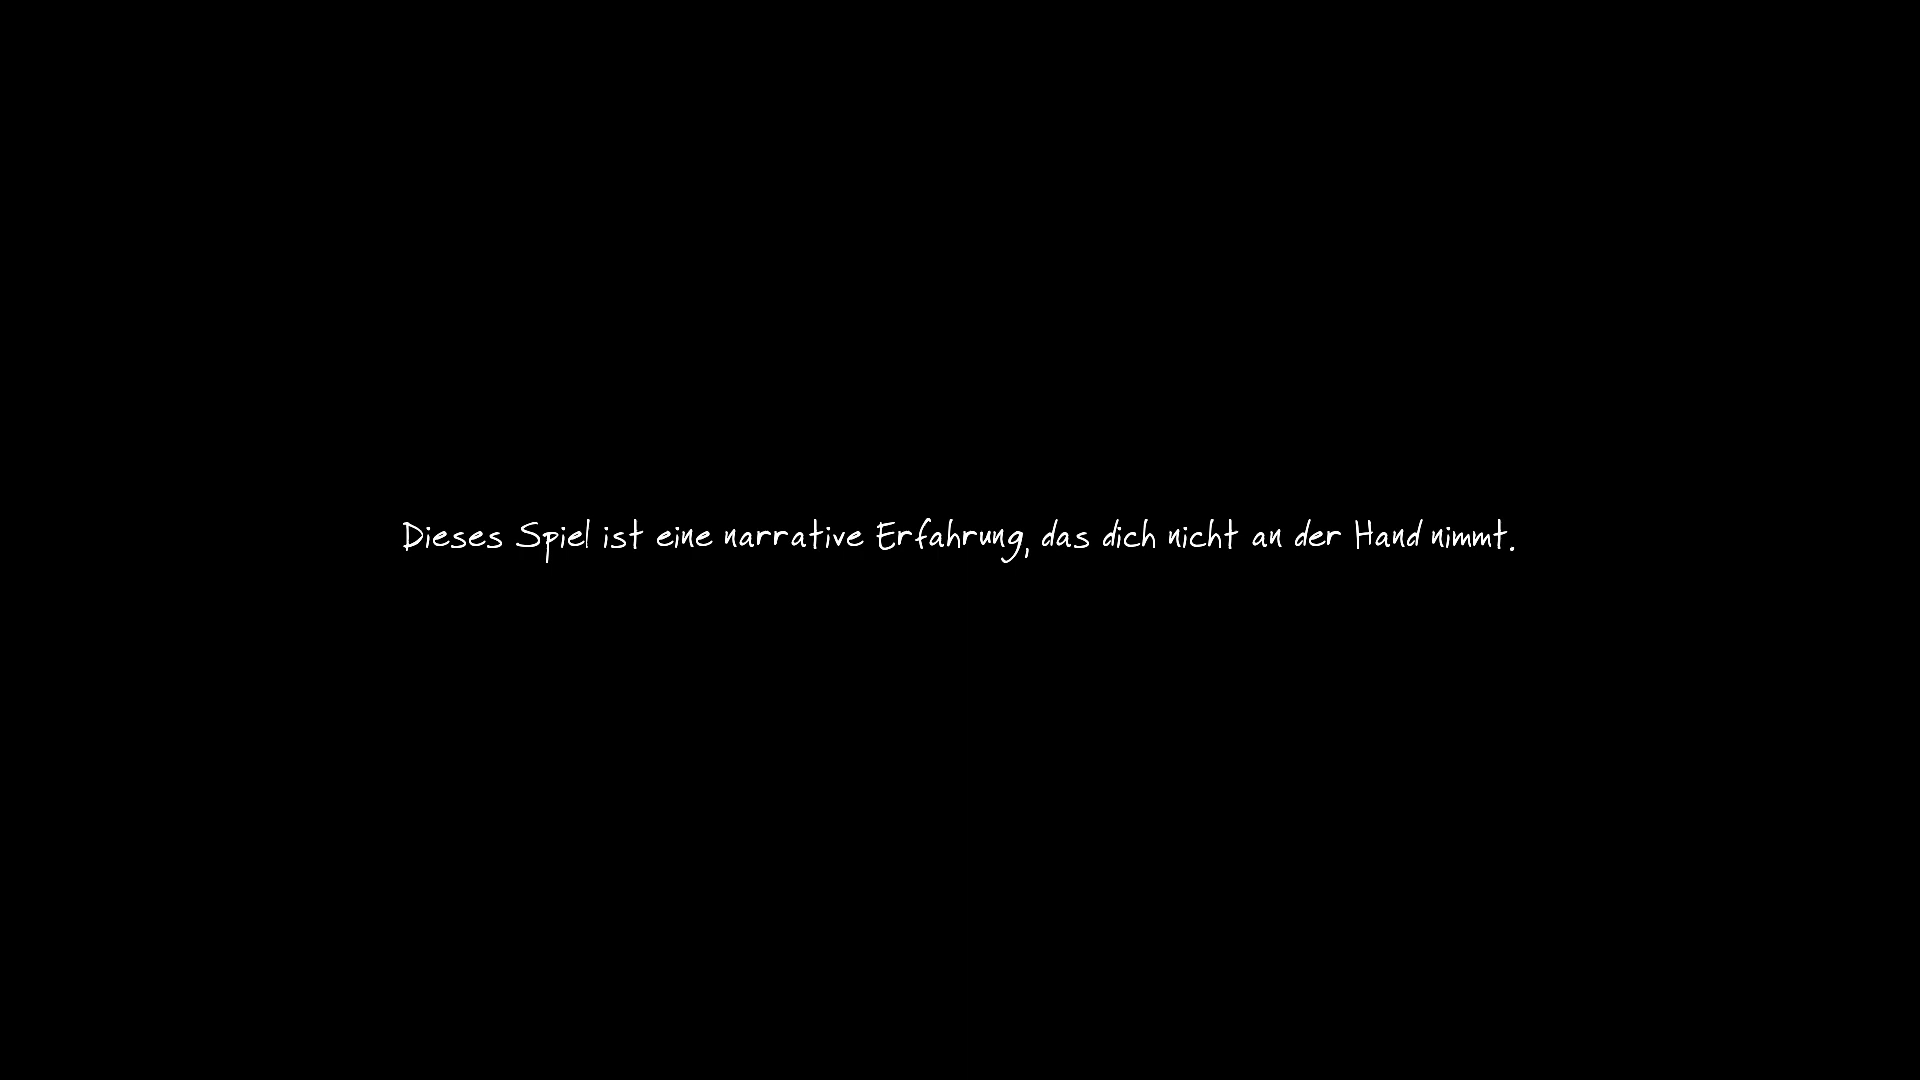 Dieses Spiel ist eine narrative Erfahrung, das dich nicht an der Hand nimmt.